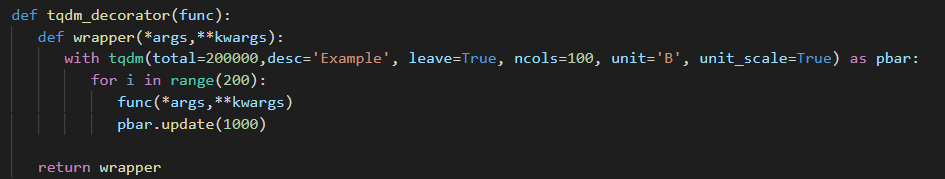 def tqdm_decorator(func):
    def wrapper(*args,**kwargs):
        with tqdm(total=200000,desc='Example', leave=True, ncols=100, unit='B', unit_scale=True) as pbar:
            for i in range(200):
                func(*args,**kwargs)
                pbar.update(1000)
    return wrapper